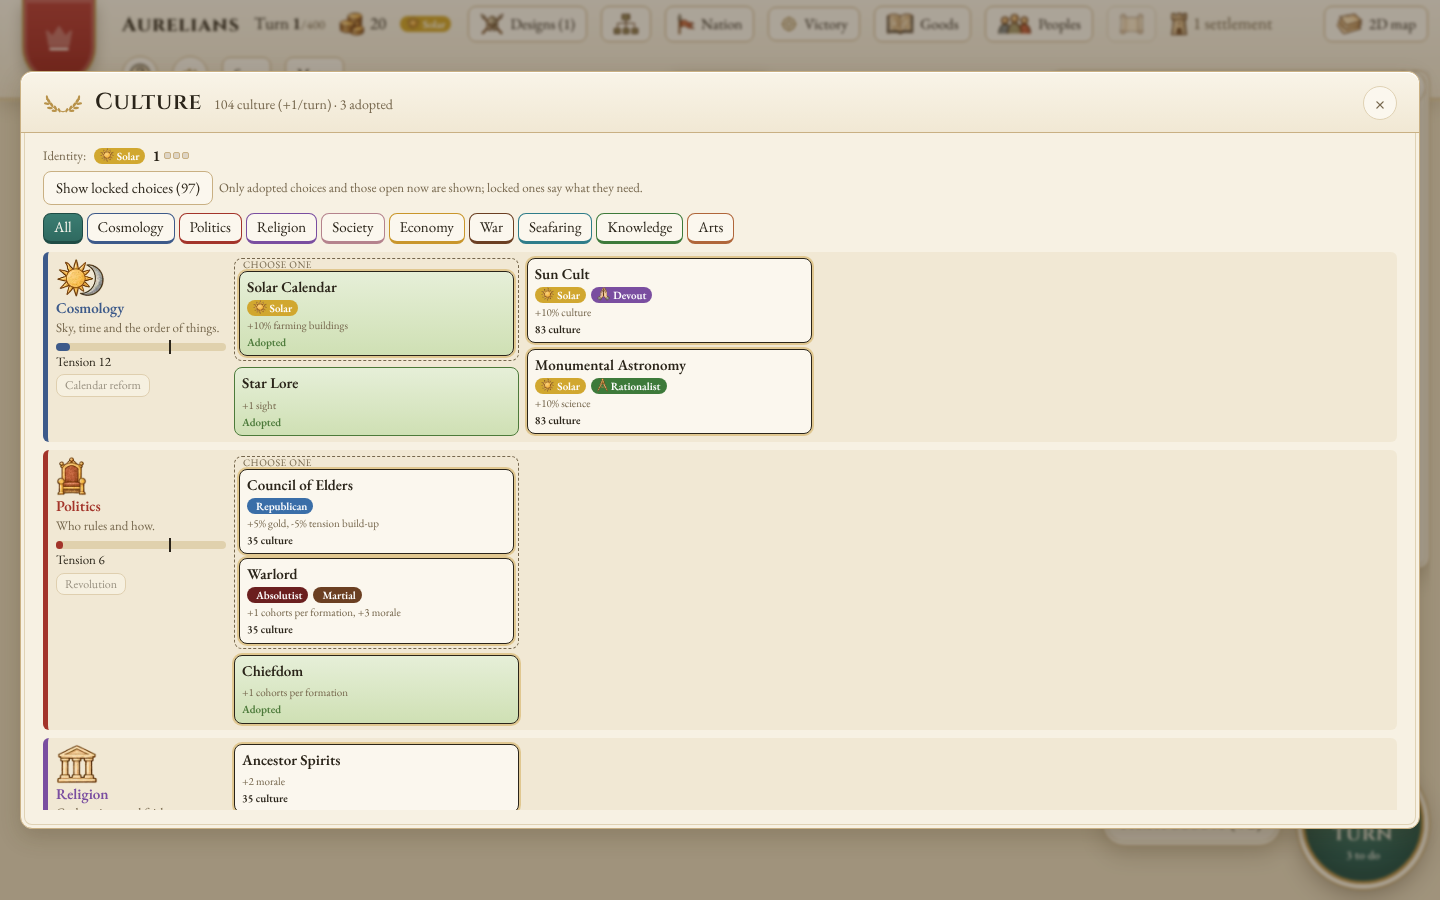 AURELIANS Turn 1/400 20 Solar Designs (1) Nation Victory Goods Peoples 1 settlement 2D map
CULTURE 104 culture (+1/turn) · 3 adopted ×
Identity: Solar 1
Show locked choices (97) Only adopted choices and those open now are shown; locked ones say what they need.
All Cosmology Politics Religion Society Economy War Seafaring Knowledge Arts
Cosmology
Sky, time and the order of things.
Tension 12
Calendar reform
CHOOSE ONE
Solar Calendar
Solar
+10% farming buildings
Adopted
Star Lore
+1 sight
Adopted
Sun Cult
Solar Devout
+10% culture
83 culture
Monumental Astronomy
Solar Rationalist
+10% science
83 culture
Politics
Who rules and how.
Tension 6
Revolution
CHOOSE ONE
Council of Elders
Republican
+5% gold, -5% tension build-up
35 culture
Warlord
Absolutist Martial
+1 cohorts per formation, +3 morale
35 culture
Chiefdom
+1 cohorts per formation
Adopted
Religion
Ancestor Spirits
+2 morale
35 culture
TURN
3 to do